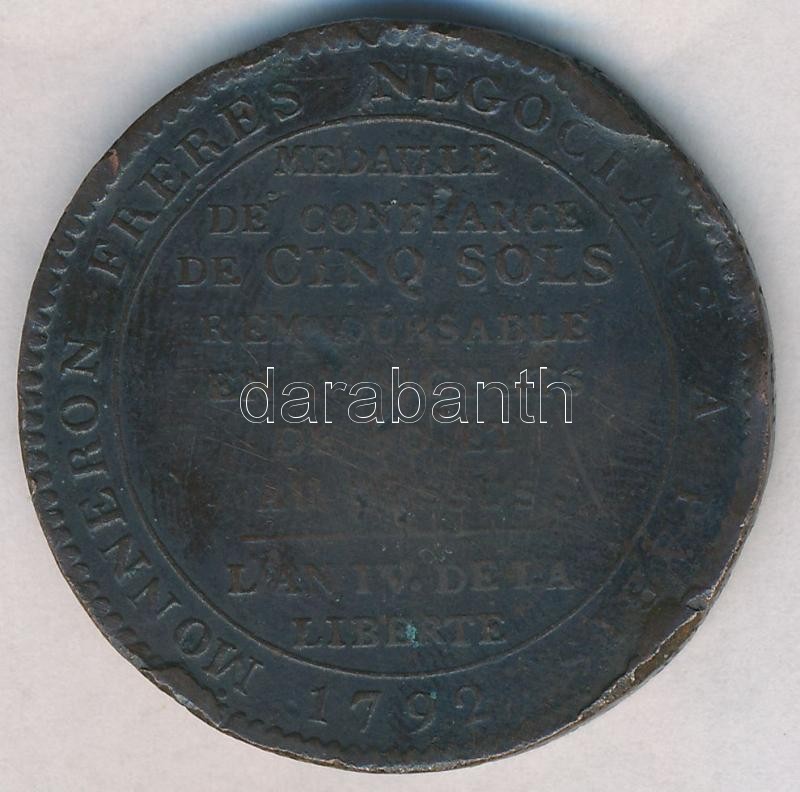 MONNERON FRERES NEGOCIANS A PARIS
1792
MEDAILLE
DE CONFIANCE
DE CINQ SOLS
REMBOURSABLE
L'AN IV. DE LA
LIBERTE
darabanth